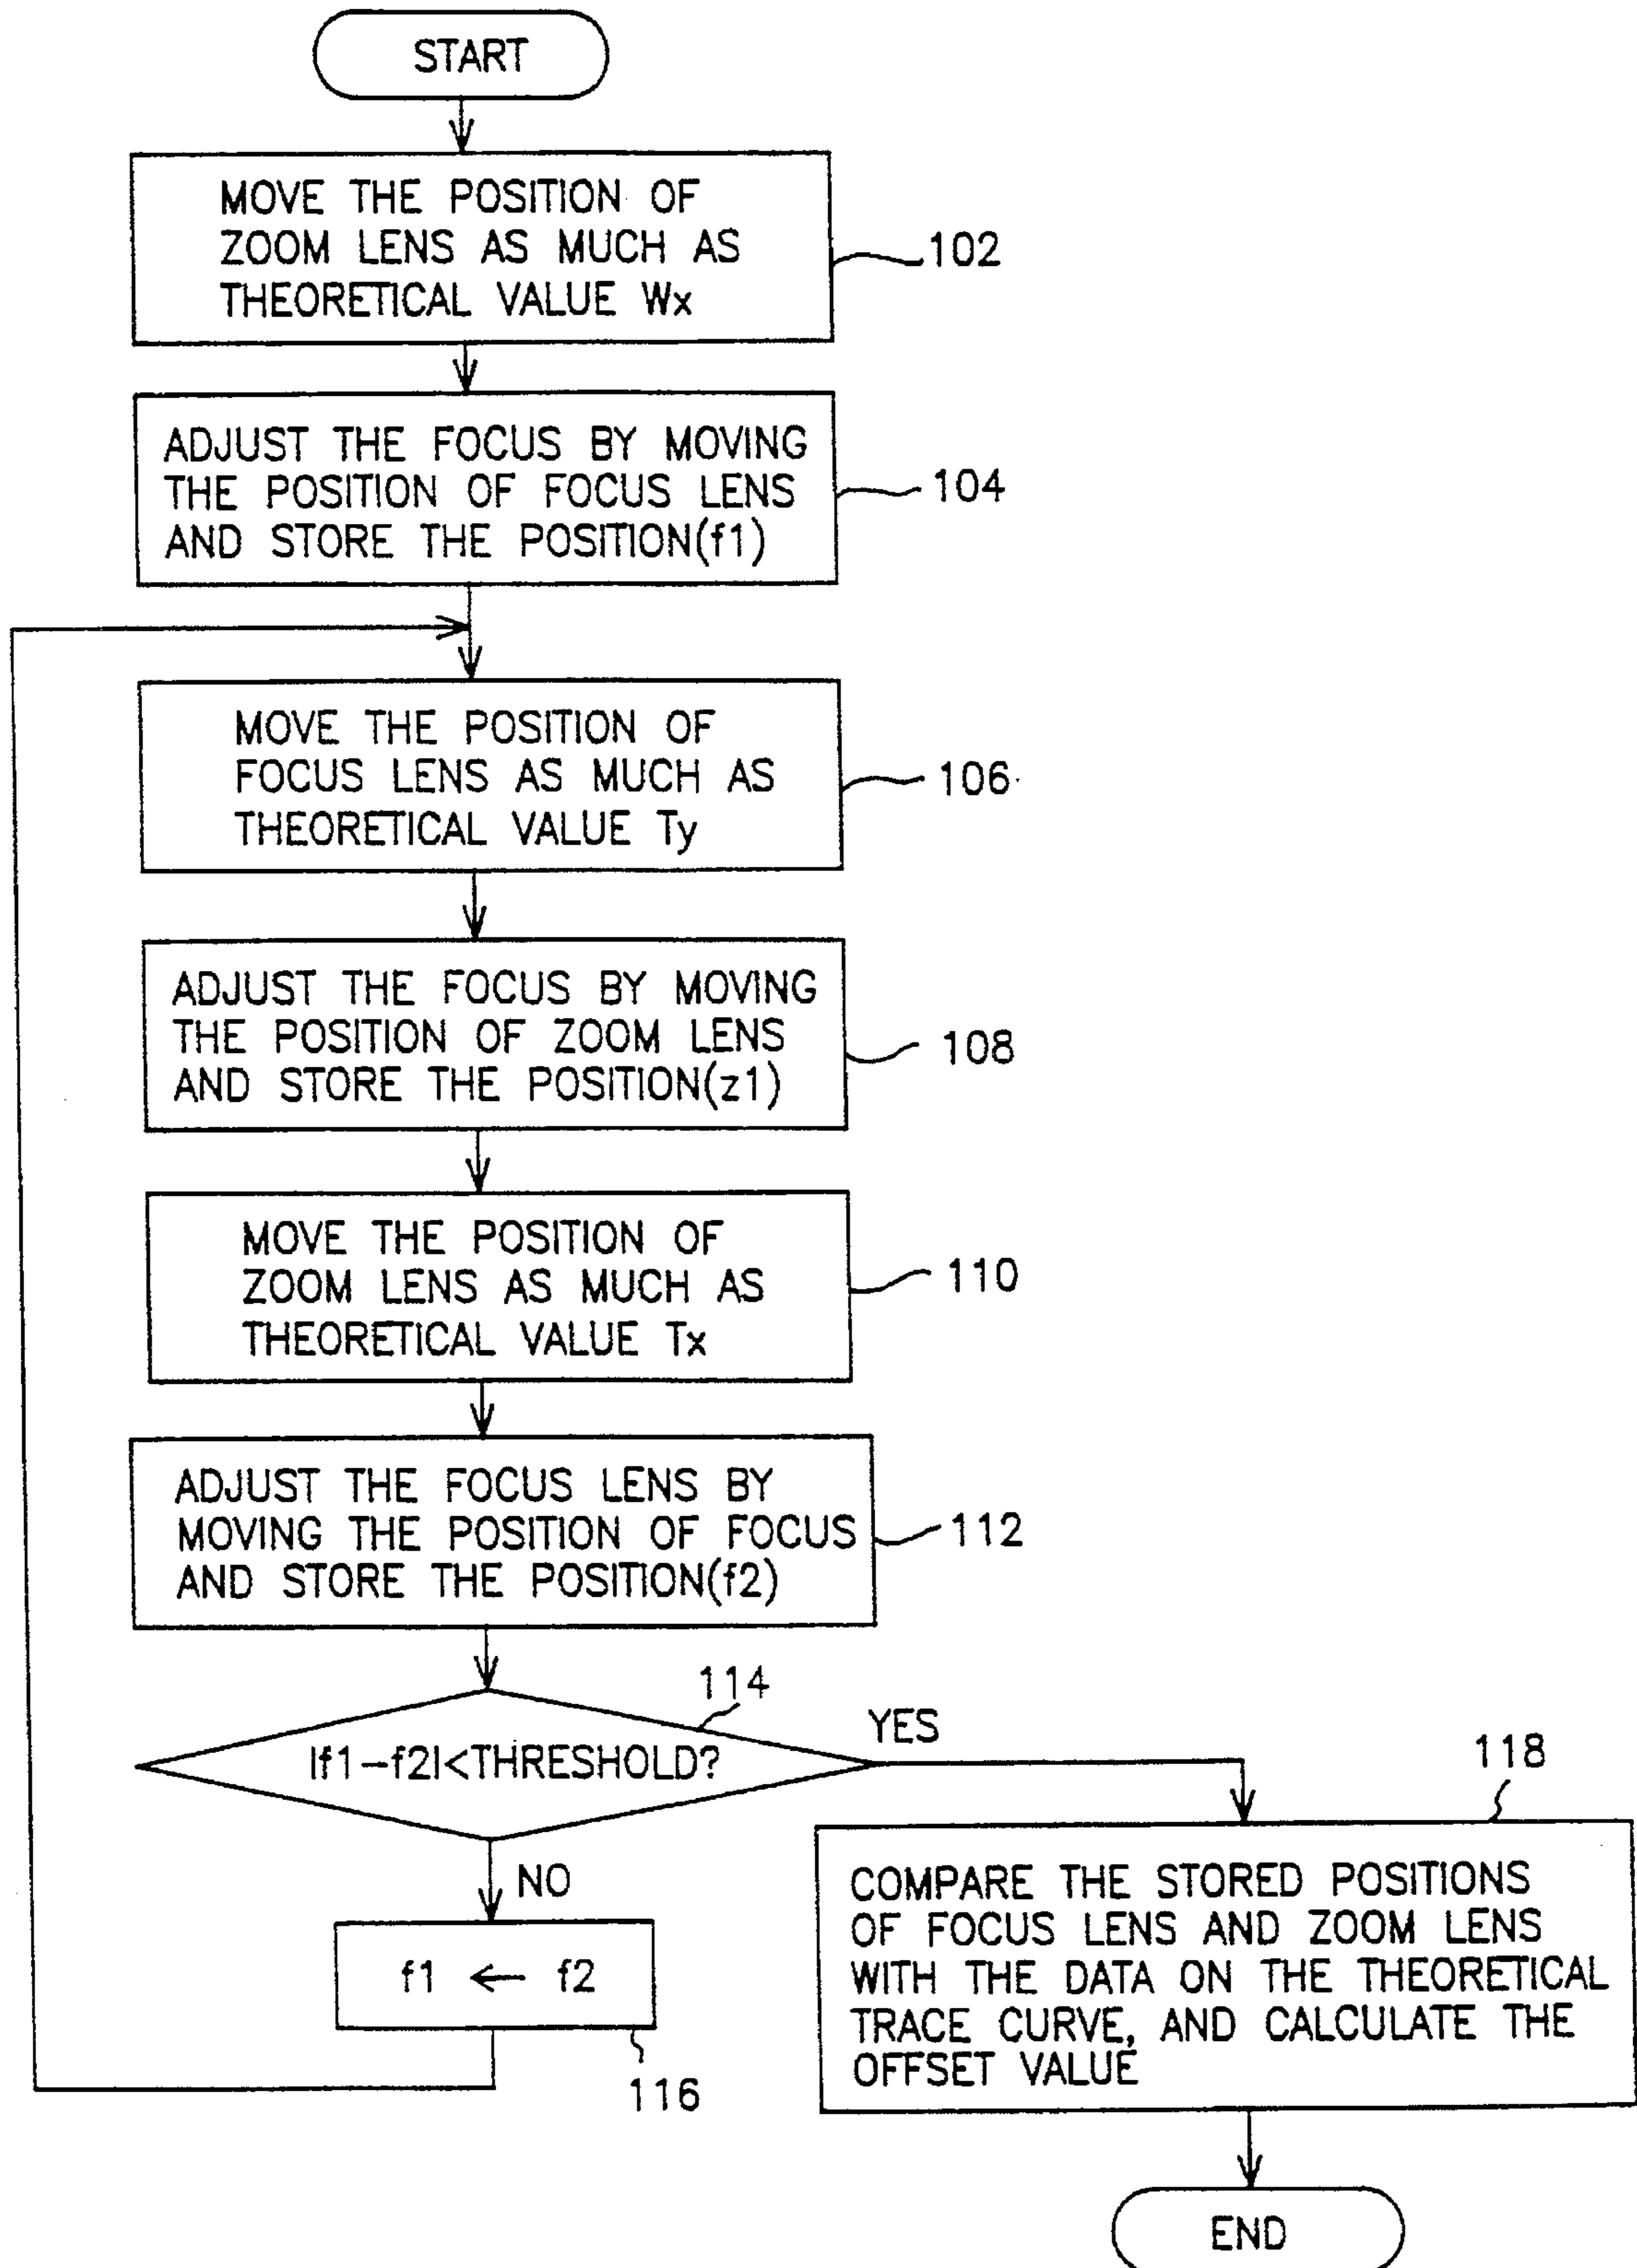 START
MOVE THE POSITION OF
ZOOM LENS AS MUCH AS
THEORETICAL VALUE Wx
102
ADJUST THE FOCUS BY MOVING
THE POSITION OF FOCUS LENS
AND STORE THE POSITION(f1)
104
MOVE THE POSITION OF
FOCUS LENS AS MUCH AS
THEORETICAL VALUE Ty
106
ADJUST THE FOCUS BY MOVING
THE POSITION OF ZOOM LENS
AND STORE THE POSITION(z1)
108
MOVE THE POSITION OF
ZOOM LENS AS MUCH AS
THEORETICAL VALUE Tx
110
ADJUST THE FOCUS LENS BY
MOVING THE POSITION OF FOCUS
AND STORE THE POSITION(f2)
112
114
|f1-f2|<THRESHOLD?
YES
NO
f1 ← f2
116
118
COMPARE THE STORED POSITIONS
OF FOCUS LENS AND ZOOM LENS
WITH THE DATA ON THE THEORETICAL
TRACE CURVE, AND CALCULATE THE
OFFSET VALUE
END